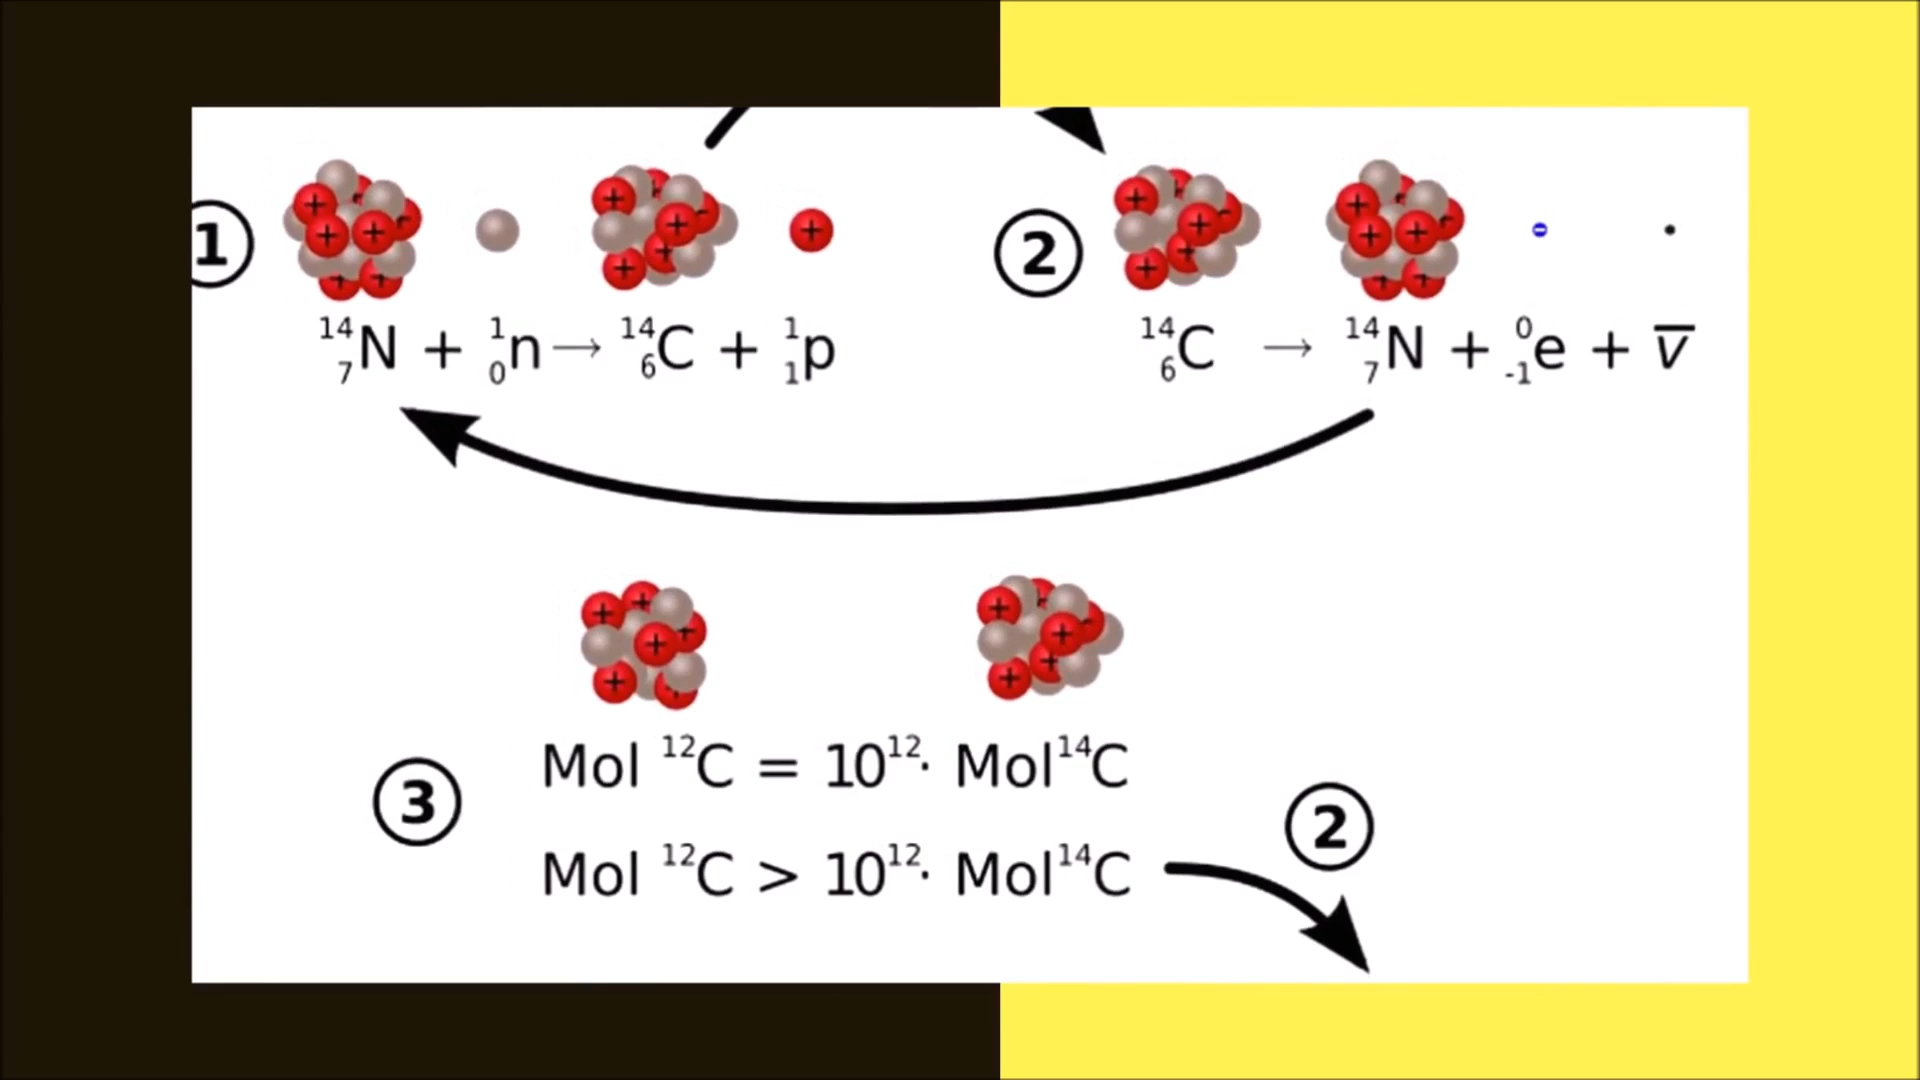 1
¹⁴₇N + ¹₀n → ¹⁴₆C + ¹₁p
2
¹⁴₆C → ¹⁴₇N + ⁰₋₁e + v̅
3
Mol ¹²C = 10¹²· Mol¹⁴C
Mol ¹²C > 10¹²· Mol¹⁴C
2